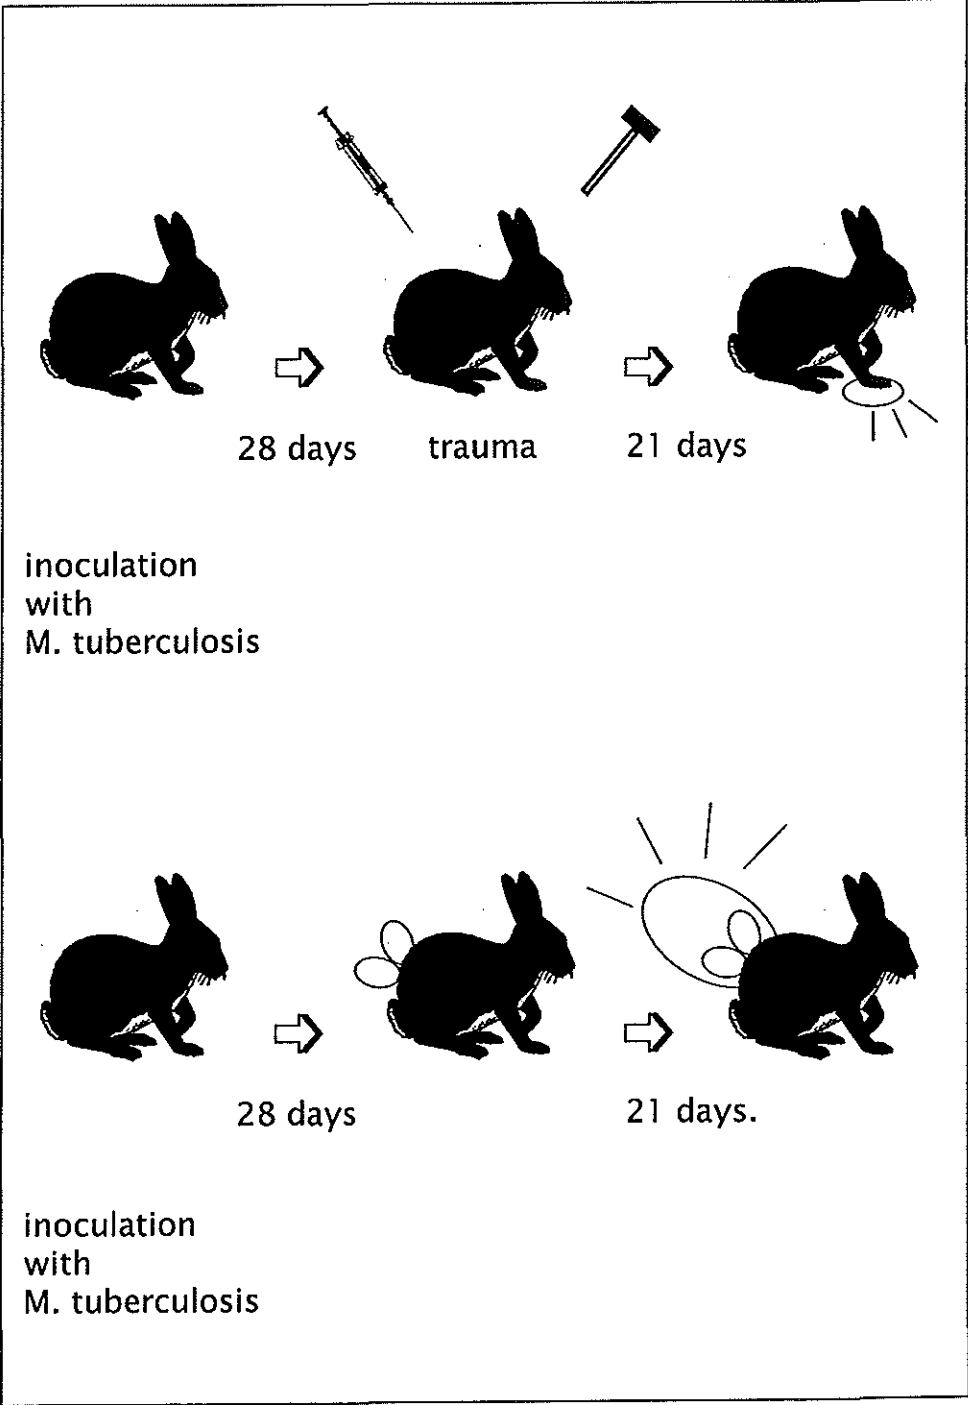 28 days
trauma
21 days
inoculation
with
M. tuberculosis
28 days
21 days.
inoculation
with
M. tuberculosis